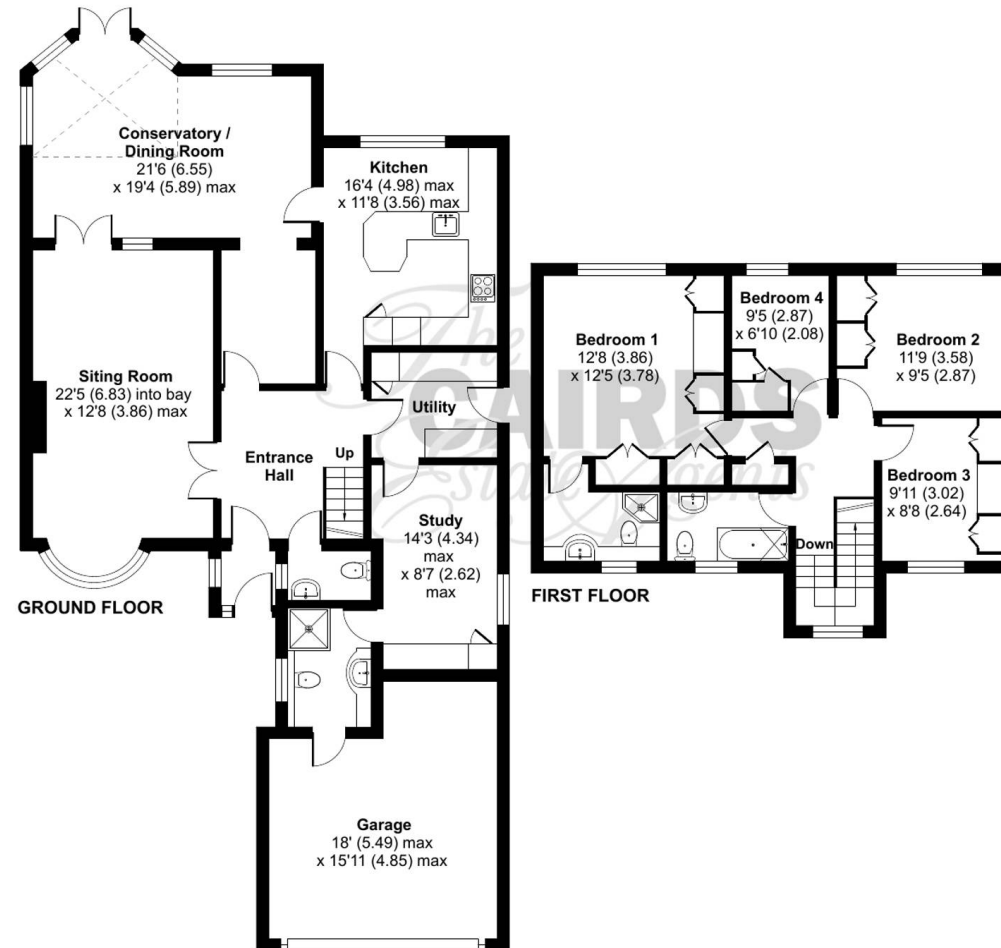 Conservatory /
Dining Room
21'6 (6.55)
x 19'4 (5.89) max
Kitchen
16'4 (4.98) max
x 11'8 (3.56) max
Siting Room
22'5 (6.83) into bay
x 12'8 (3.86) max
Utility
Entrance
Hall
Up
Study
14'3 (4.34)
max
x 8'7 (2.62)
max
GROUND FLOOR
Garage
18' (5.49) max
x 15'11 (4.85) max
Bedroom 1
12'8 (3.86)
x 12'5 (3.78)
Bedroom 4
9'5 (2.87)
x 6'10 (2.08)
Bedroom 2
11'9 (3.58)
x 9'5 (2.87)
Bedroom 3
9'11 (3.02)
x 8'8 (2.64)
Down
FIRST FLOOR
The
CAIRDS
Estate Agents